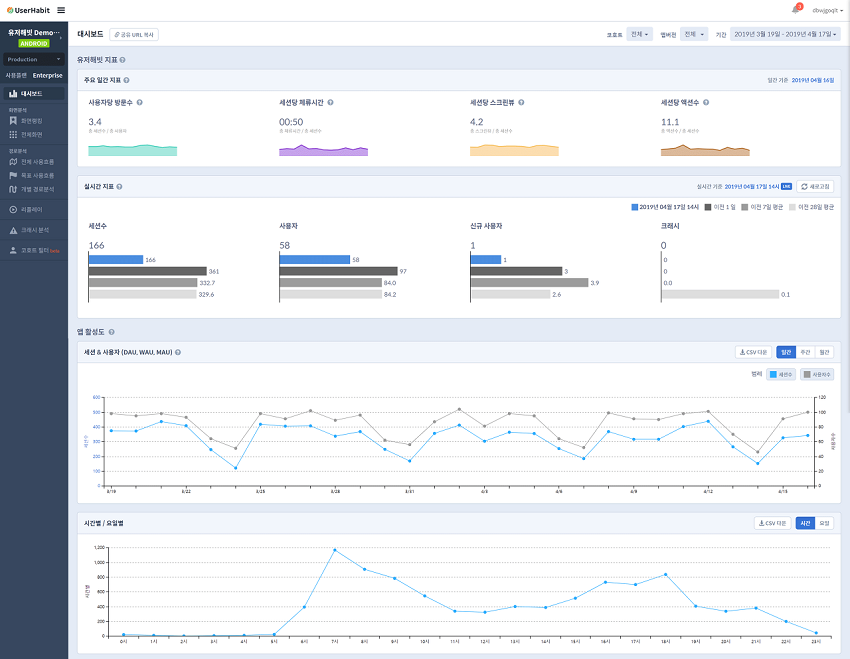 UserHabit
1
dbwjgoqlt
유저해빗 Demo...
ANDROID
Production
사용플랜 Enterprise
대시보드
화면분석
화면랭킹
전체화면
경로분석
전체 사용흐름
목표 사용흐름
개별 경로분석
리플레이
크래시 분석
코호트 필터 beta
대시보드
공유 URL 복사
코호트 전체
앱버전 전체
기간 2019년 3월 19일 - 2019년 4월 17일
유저해빗 지표
주요 일간 지표
일간 기준 2019년 04월 16일
사용자당 방문수
3.4
총 세션수 / 총 사용자
세션당 체류시간
00:50
총 체류시간 / 총 세션수
세션당 스크린뷰
4.2
총 스크린뷰 / 총 세션수
세션당 액션수
11.1
총 액션수 / 총 세션수
실시간 지표
실시간 기준 2019년 04월 17일 14시 LIVE
새로고침
2019년 04월 17일 14시 이전 1일 이전 7일 평균 이전 28일 평균
세션수
166
166
361
332.7
329.6
사용자
58
58
97
84.0
84.2
신규 사용자
1
1
3
3.9
2.6
크래시
0
0
0
0.0
0.1
앱 활성도
세션 & 사용자 (DAU, WAU, MAU)
CSV 다운
일간 주간 월간
범례 세션수 사용자수
600
500
400
300
200
100
0
세션수
120
100
80
60
40
20
0
사용자수
3/19 3/22 3/25 3/28 3/31 4/3 4/6 4/9 4/12 4/15
시간별 / 요일별
CSV 다운
시간 요일
1,200
1,000
800
600
400
200
0
시간별
0시 1시 2시 3시 4시 5시 6시 7시 8시 9시 10시 11시 12시 13시 14시 15시 16시 17시 18시 19시 20시 21시 22시 23시